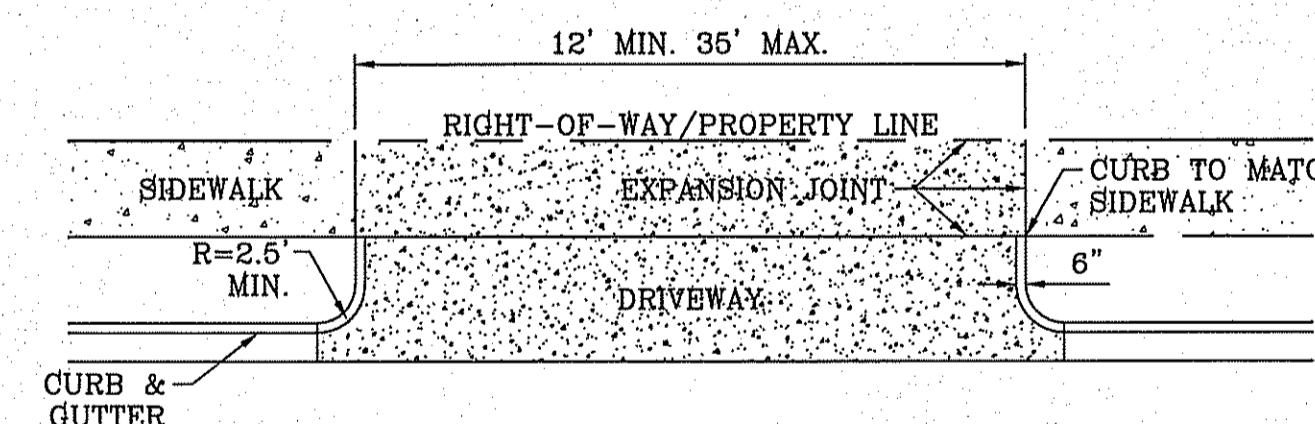 12' MIN. 35' MAX.
RIGHT-OF-WAY/PROPERTY LINE
SIDEWALK
EXPANSION JOINT
CURB TO MATC
SIDEWALK
R=2.5'
MIN.
6"
DRIVEWAY
CURB &
GUTTER